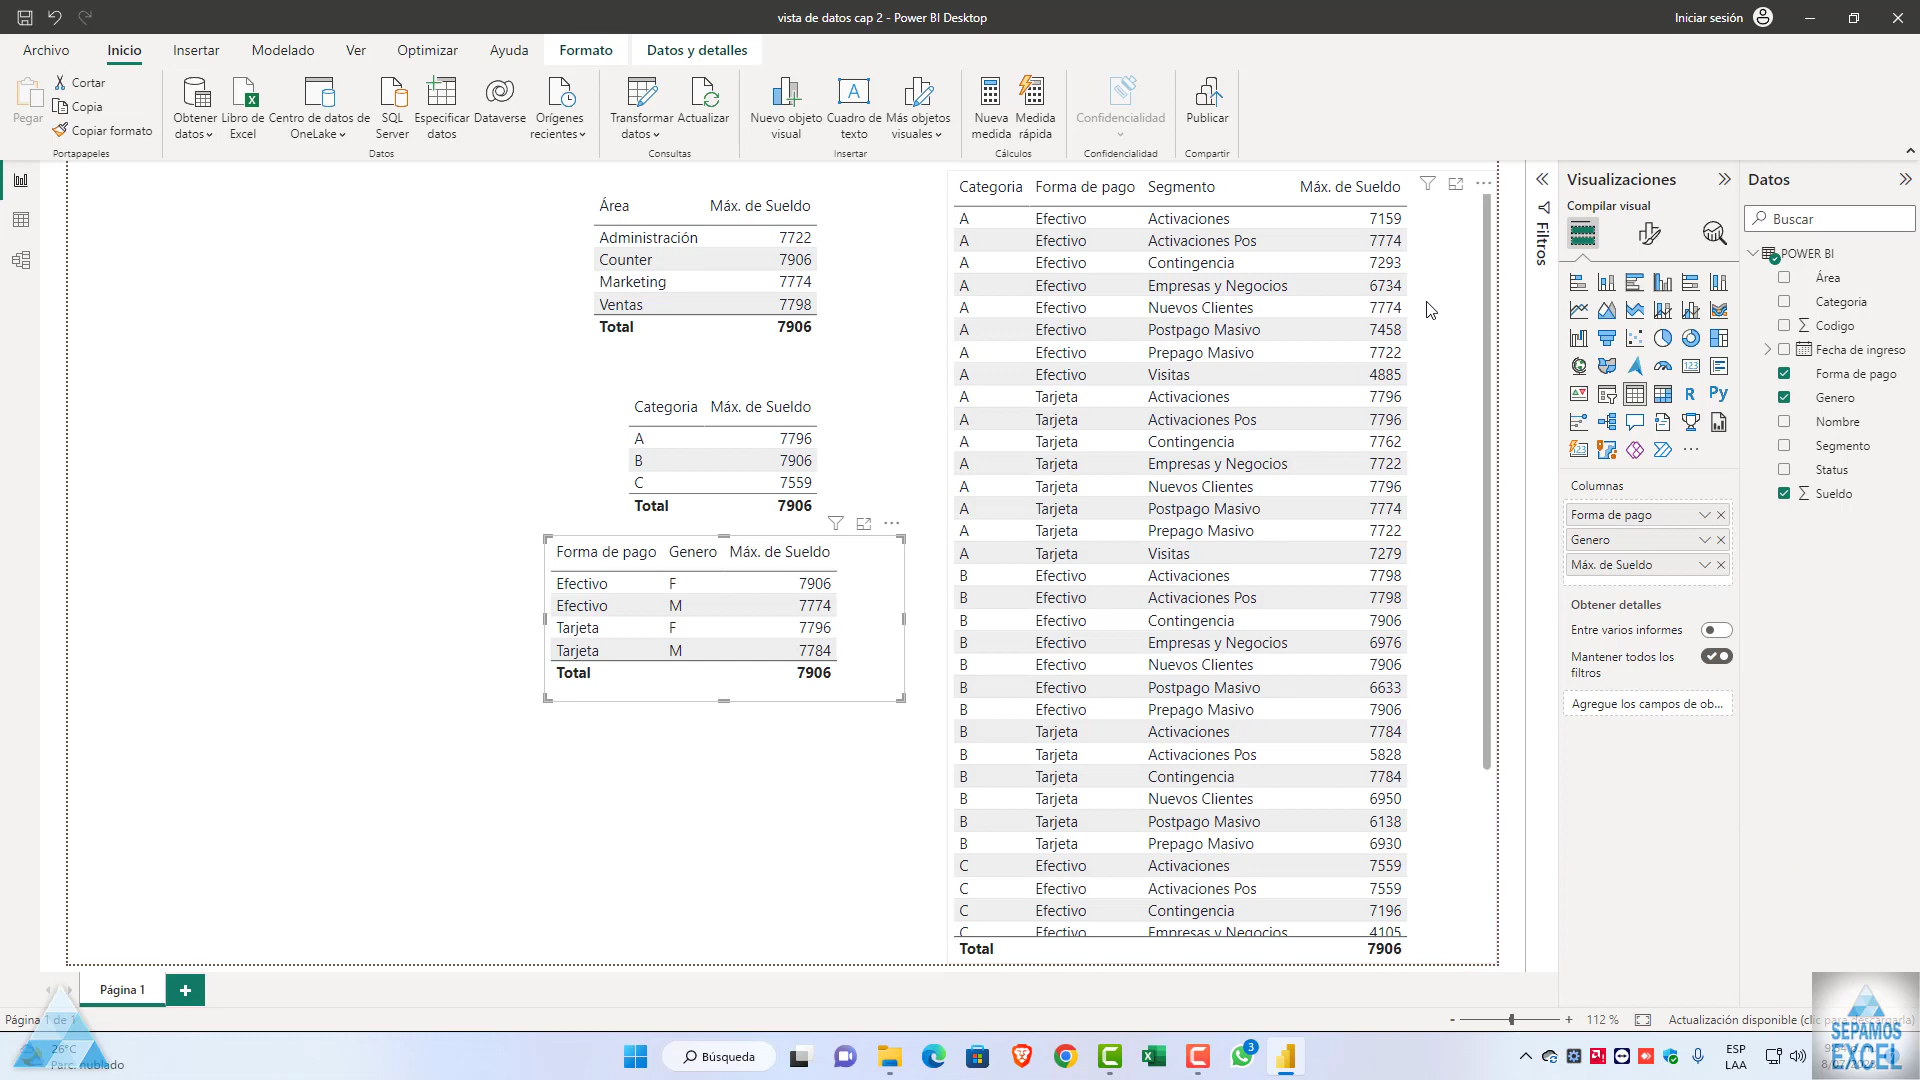 vista de datos cap 2 - Power BI Desktop
Iniciar sesión
Archivo Inicio Insertar Modelado Ver Optimizar Ayuda Formato Datos y detalles
Pegar
Cortar
Copia
Copiar formato
Portapapeles
Obtener datos
Libro de Excel
Centro de datos de OneLake
SQL Server
Especificar datos
Dataverse
Orígenes recientes
Datos
Transformar datos
Actualizar
Consultas
Nuevo objeto visual
Cuadro de texto
Más objetos visuales
Insertar
Nueva medida
Medida rápida
Cálculos
Confidencialidad
Confidencialidad
Publicar
Compartir
Área Máx. de Sueldo
Administración 7722
Counter 7906
Marketing 7774
Ventas 7798
Total 7906
Categoria Máx. de Sueldo
A 7796
B 7906
C 7559
Total 7906
Forma de pago Genero Máx. de Sueldo
Efectivo F 7906
Efectivo M 7774
Tarjeta F 7796
Tarjeta M 7784
Total 7906
Categoria Forma de pago Segmento Máx. de Sueldo
A Efectivo Activaciones 7159
A Efectivo Activaciones Pos 7774
A Efectivo Contingencia 7293
A Efectivo Empresas y Negocios 6734
A Efectivo Nuevos Clientes 7774
A Efectivo Postpago Masivo 7458
A Efectivo Prepago Masivo 7722
A Efectivo Visitas 4885
A Tarjeta Activaciones 7796
A Tarjeta Activaciones Pos 7796
A Tarjeta Contingencia 7762
A Tarjeta Empresas y Negocios 7722
A Tarjeta Nuevos Clientes 7796
A Tarjeta Postpago Masivo 7774
A Tarjeta Prepago Masivo 7722
A Tarjeta Visitas 7279
B Efectivo Activaciones 7798
B Efectivo Activaciones Pos 7798
B Efectivo Contingencia 7906
B Efectivo Empresas y Negocios 6976
B Efectivo Nuevos Clientes 7906
B Efectivo Postpago Masivo 6633
B Efectivo Prepago Masivo 7906
B Tarjeta Activaciones 7784
B Tarjeta Activaciones Pos 5828
B Tarjeta Contingencia 7784
B Tarjeta Nuevos Clientes 6950
B Tarjeta Postpago Masivo 6138
B Tarjeta Prepago Masivo 6930
C Efectivo Activaciones 7559
C Efectivo Activaciones Pos 7559
C Efectivo Contingencia 7196
C Efectivo Empresas y Negocios 4105
Total 7906
Filtros
Visualizaciones
Compilar visual
R Py
Columnas
Forma de pago
Genero
Máx. de Sueldo
Obtener detalles
Entre varios informes
Mantener todos los filtros
Agregue los campos de ob...
Datos
Buscar
POWER BI
Área
Categoria
Codigo
Fecha de ingreso
Forma de pago
Genero
Nombre
Segmento
Status
Sueldo
Página 1
Página 1 de 1
112 %
Actualización disponible (clic para descargarla)
26°C
Parc. nublado
Búsqueda
3
ESP
LAA
SEPAMOS
EXCEL